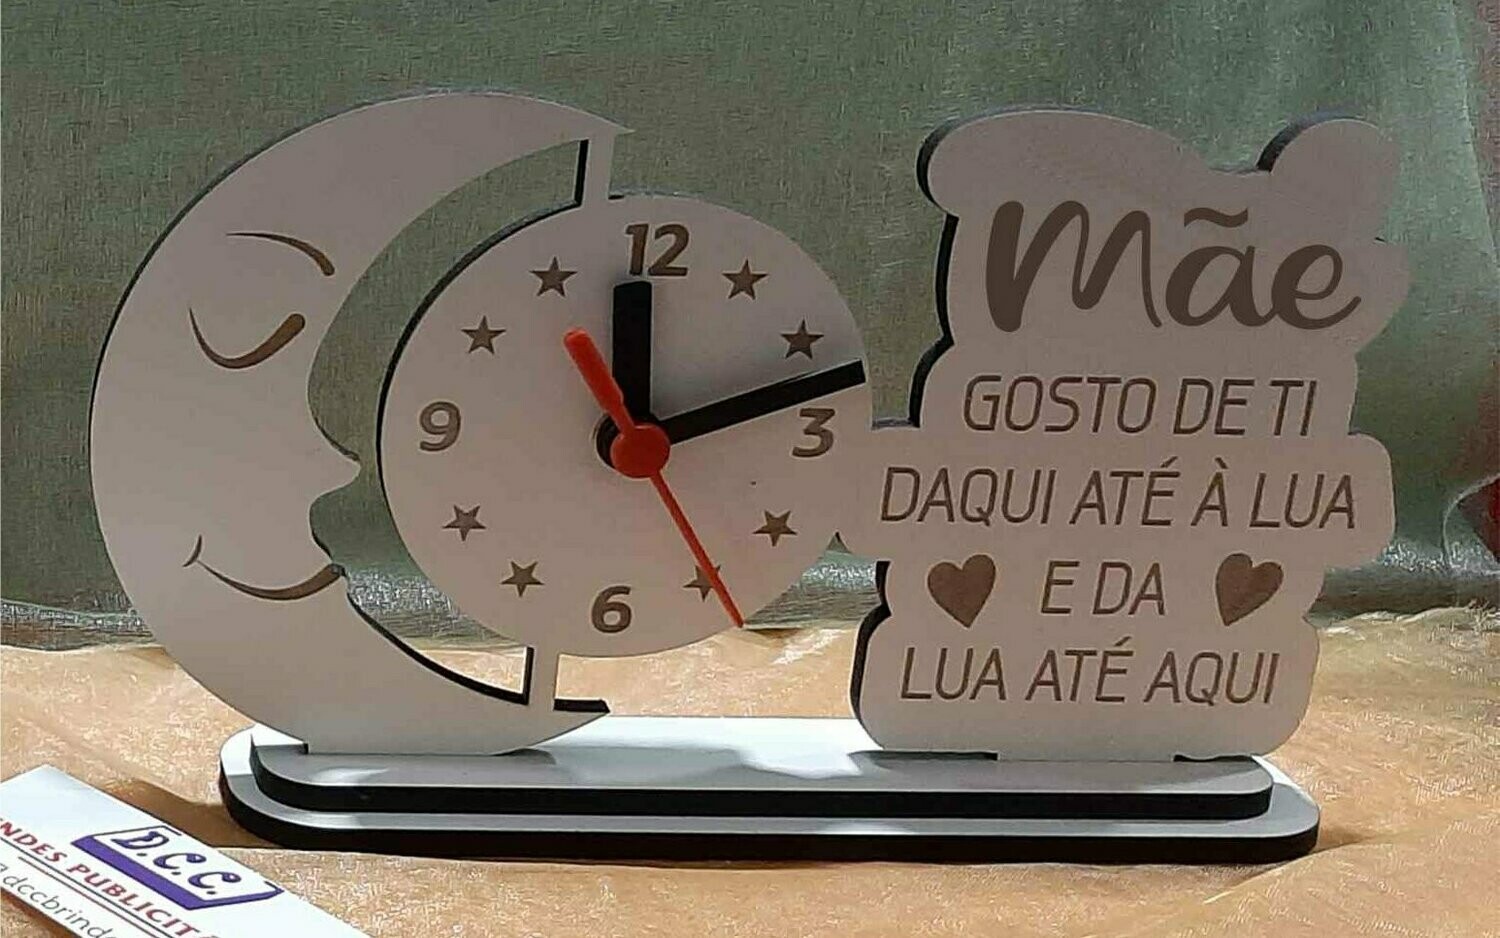 12
9
3
6
Mãe
GOSTO DE TI
DAQUI ATÉ À LUA
E DA
LUA ATÉ AQUI
D.C.C.